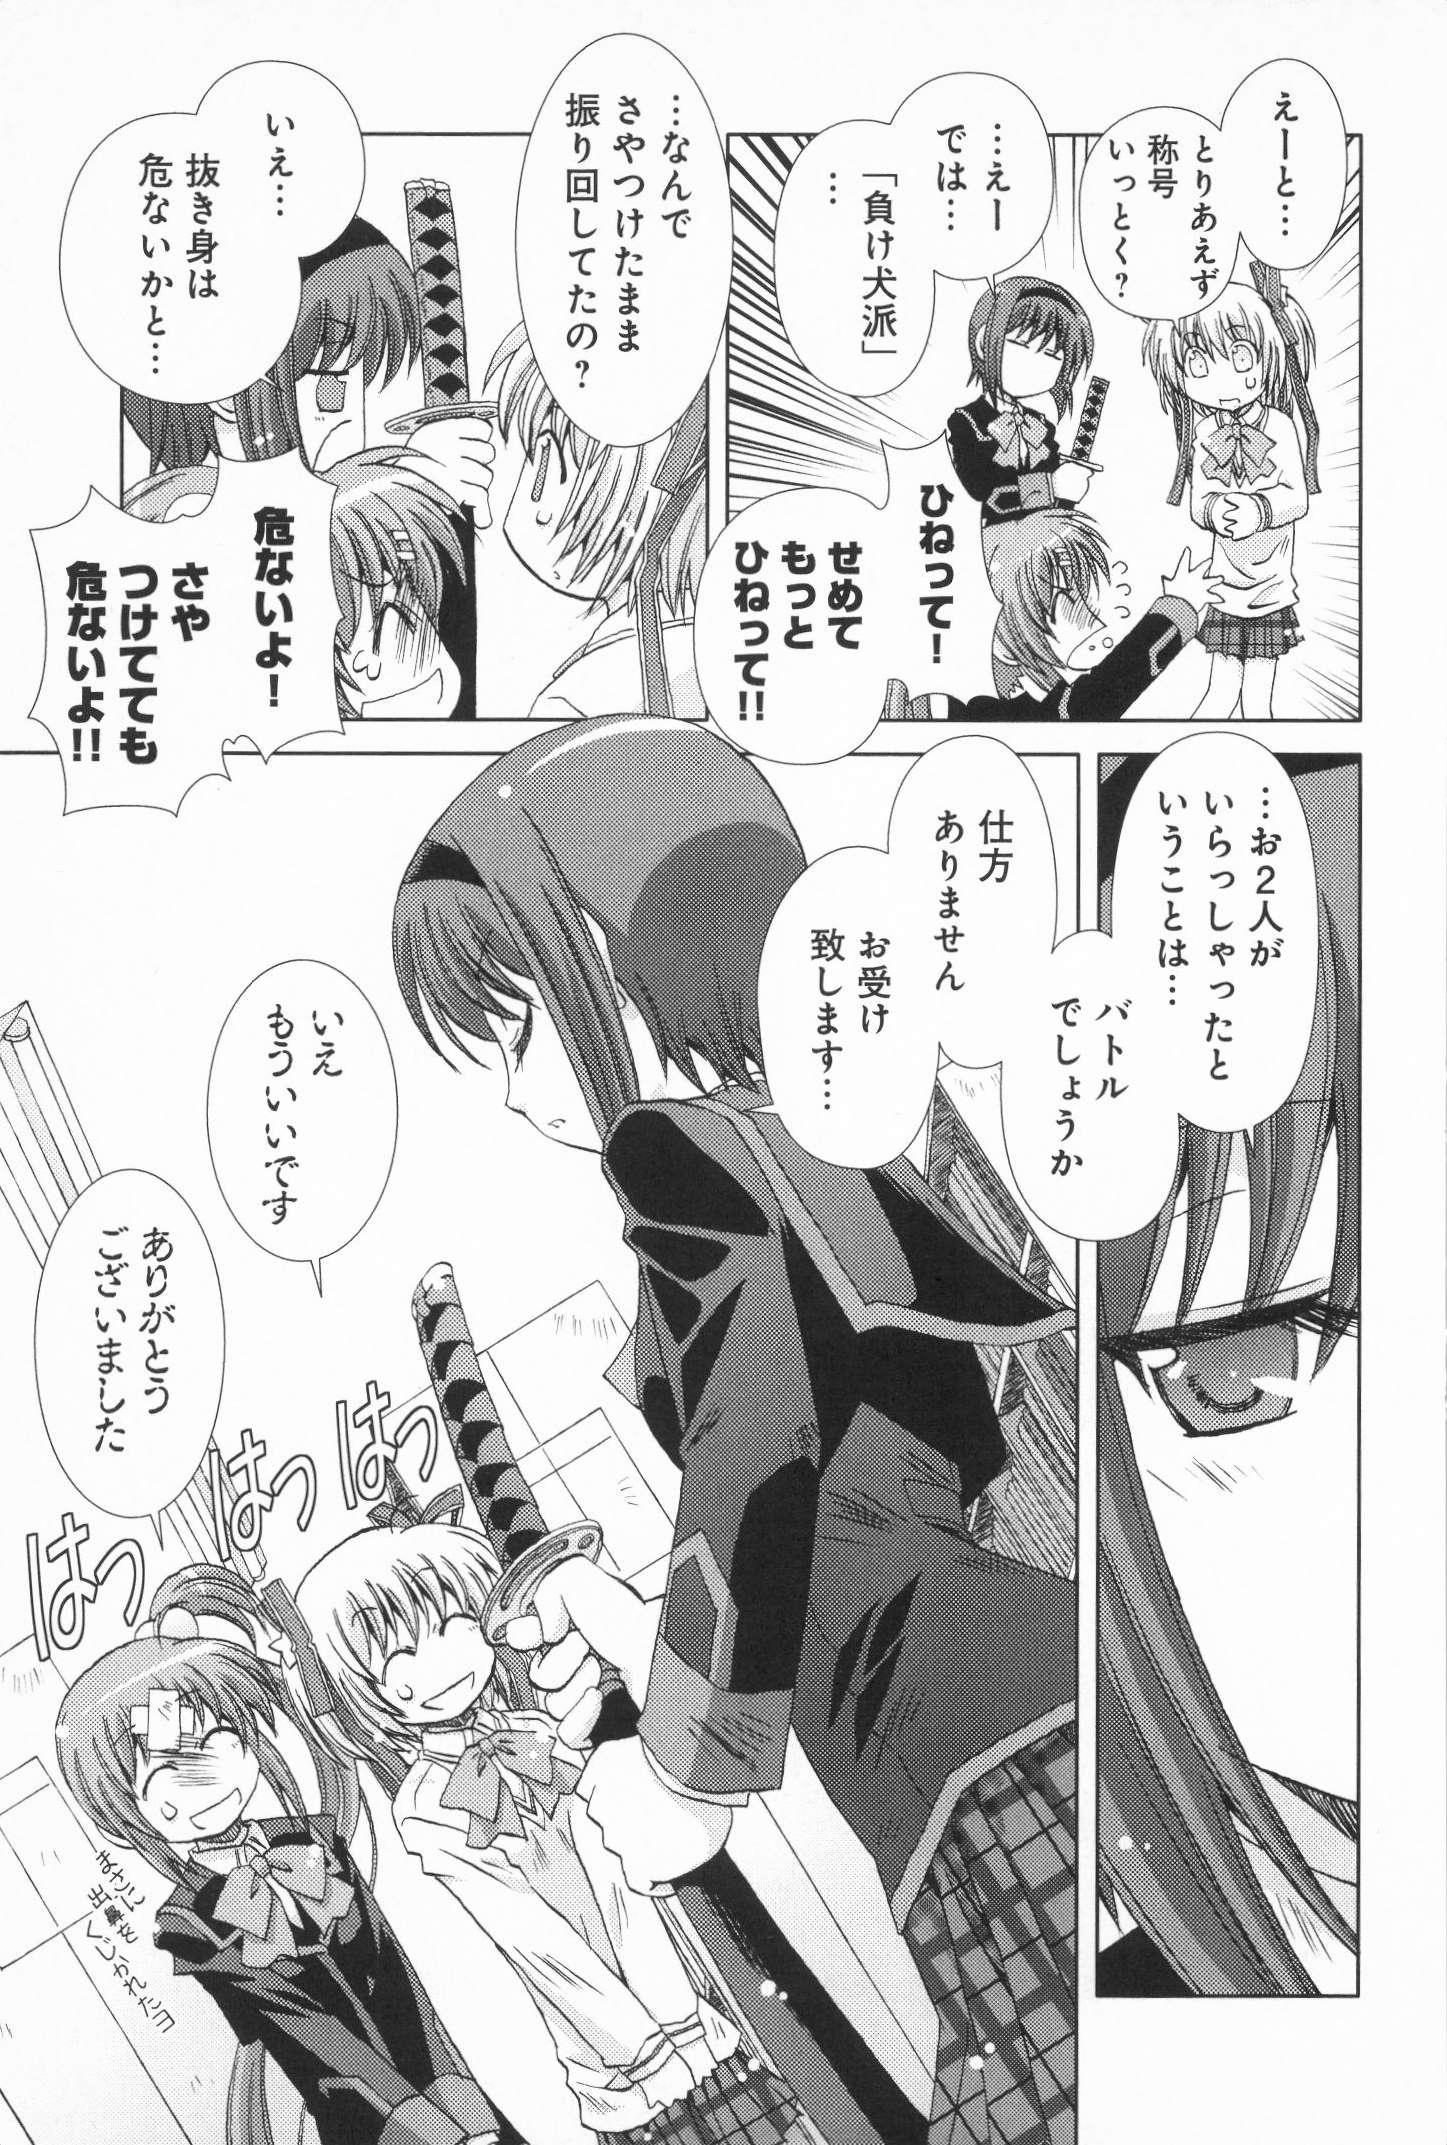 えーと…
とりあえず
称号
いっとく？
…えー
では…
「負け犬派」
…
ひねって！
せめて
もっと
ひねって!!
…なんで
さやつけたまま
振り回してたの？
いえ…
抜き身は
危ないかと…
危ないよ！
さや
つけてても
危ないよ!!
…お2人が
いらっしゃったと
いうことは…
バトル
でしょうか
仕方
ありません
お受け
致します…
いえ
もういいです
ありがとう
ございました
はっ
はっ
はっ
まさに
出鼻を
くじかれたヨ